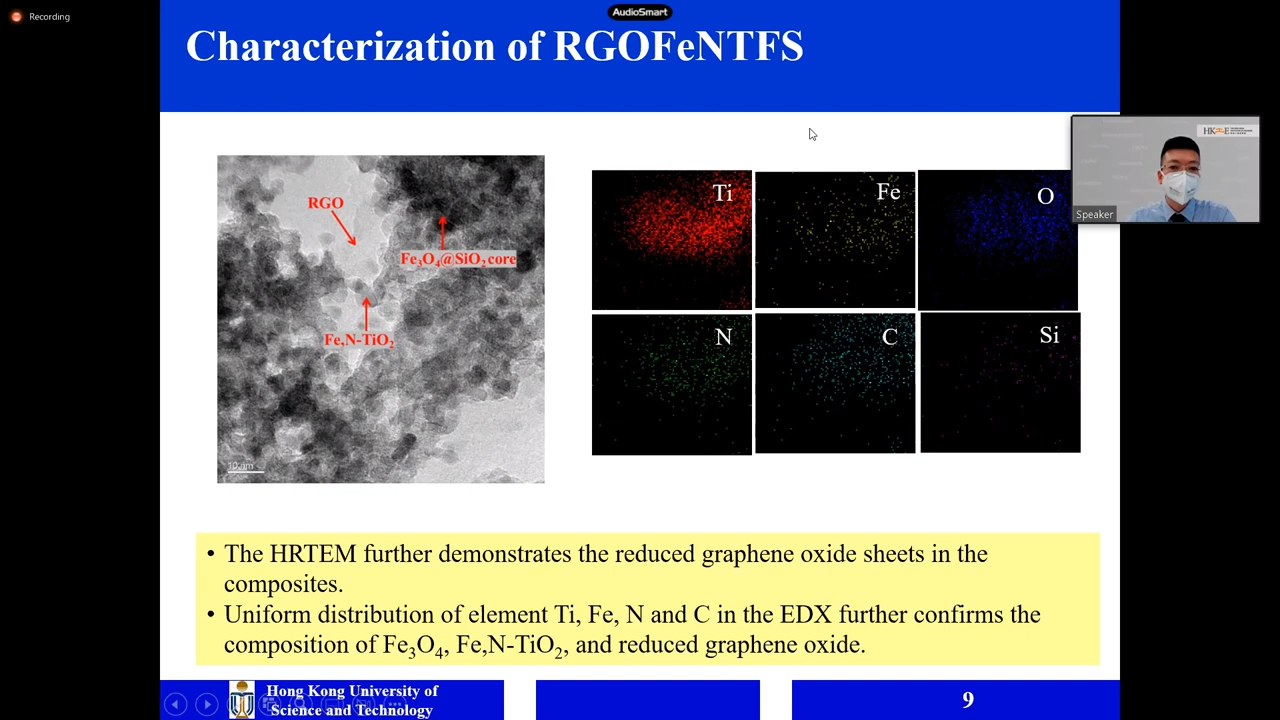 Recording
AudioSmart
Characterization of RGOFeNTFS
RGO
Fe₃O₄@SiO₂ core
Fe,N-TiO₂
10 nm
Ti
Fe
O
N
C
Si
Speaker
• The HRTEM further demonstrates the reduced graphene oxide sheets in the
composites.
• Uniform distribution of element Ti, Fe, N and C in the EDX further confirms the
composition of Fe₃O₄, Fe,N-TiO₂, and reduced graphene oxide.
Hong Kong University of
Science and Technology
9